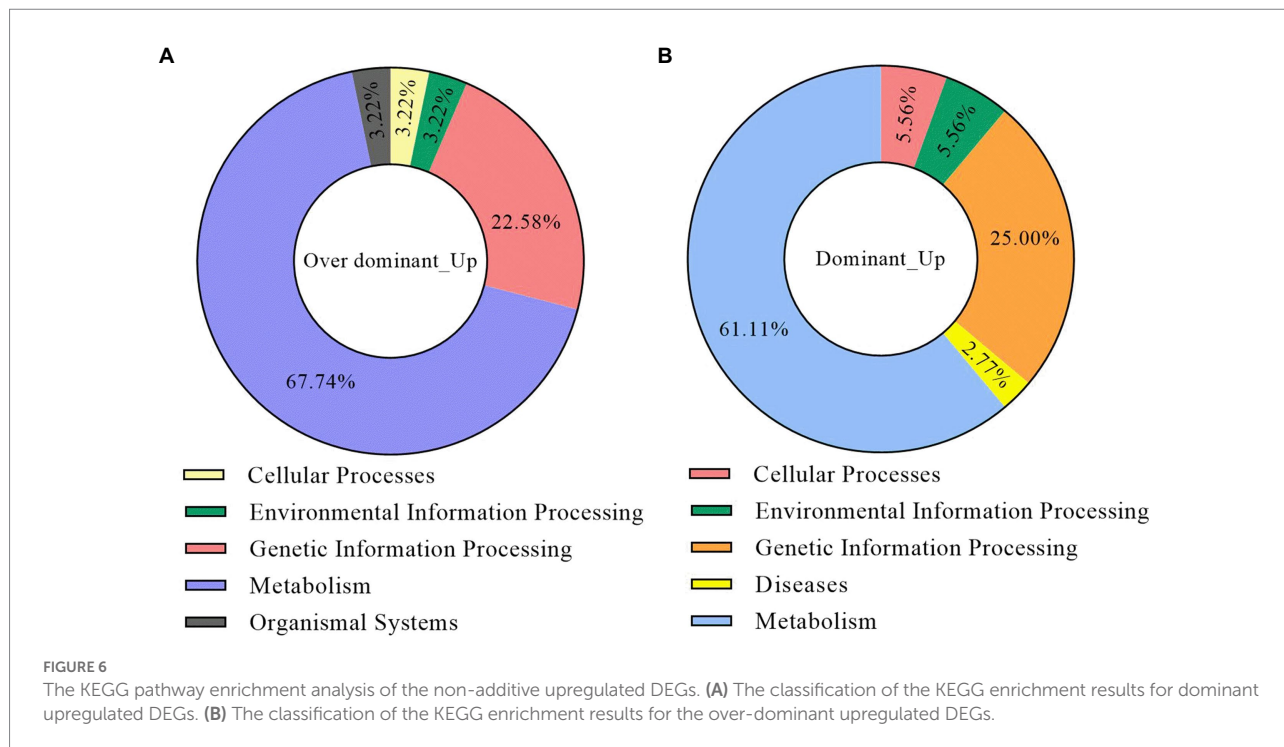 A
3.22%
3.22%
3.22%
22.58%
Over dominant_Up
67.74%
Cellular Processes
Environmental Information Processing
Genetic Information Processing
Metabolism
Organismal Systems
B
5.56%
5.56%
25.00%
Dominant_Up
61.11%
2.77%
Cellular Processes
Environmental Information Processing
Genetic Information Processing
Diseases
Metabolism
FIGURE 6
The KEGG pathway enrichment analysis of the non-additive upregulated DEGs. (A) The classification of the KEGG enrichment results for dominant
upregulated DEGs. (B) The classification of the KEGG enrichment results for the over-dominant upregulated DEGs.